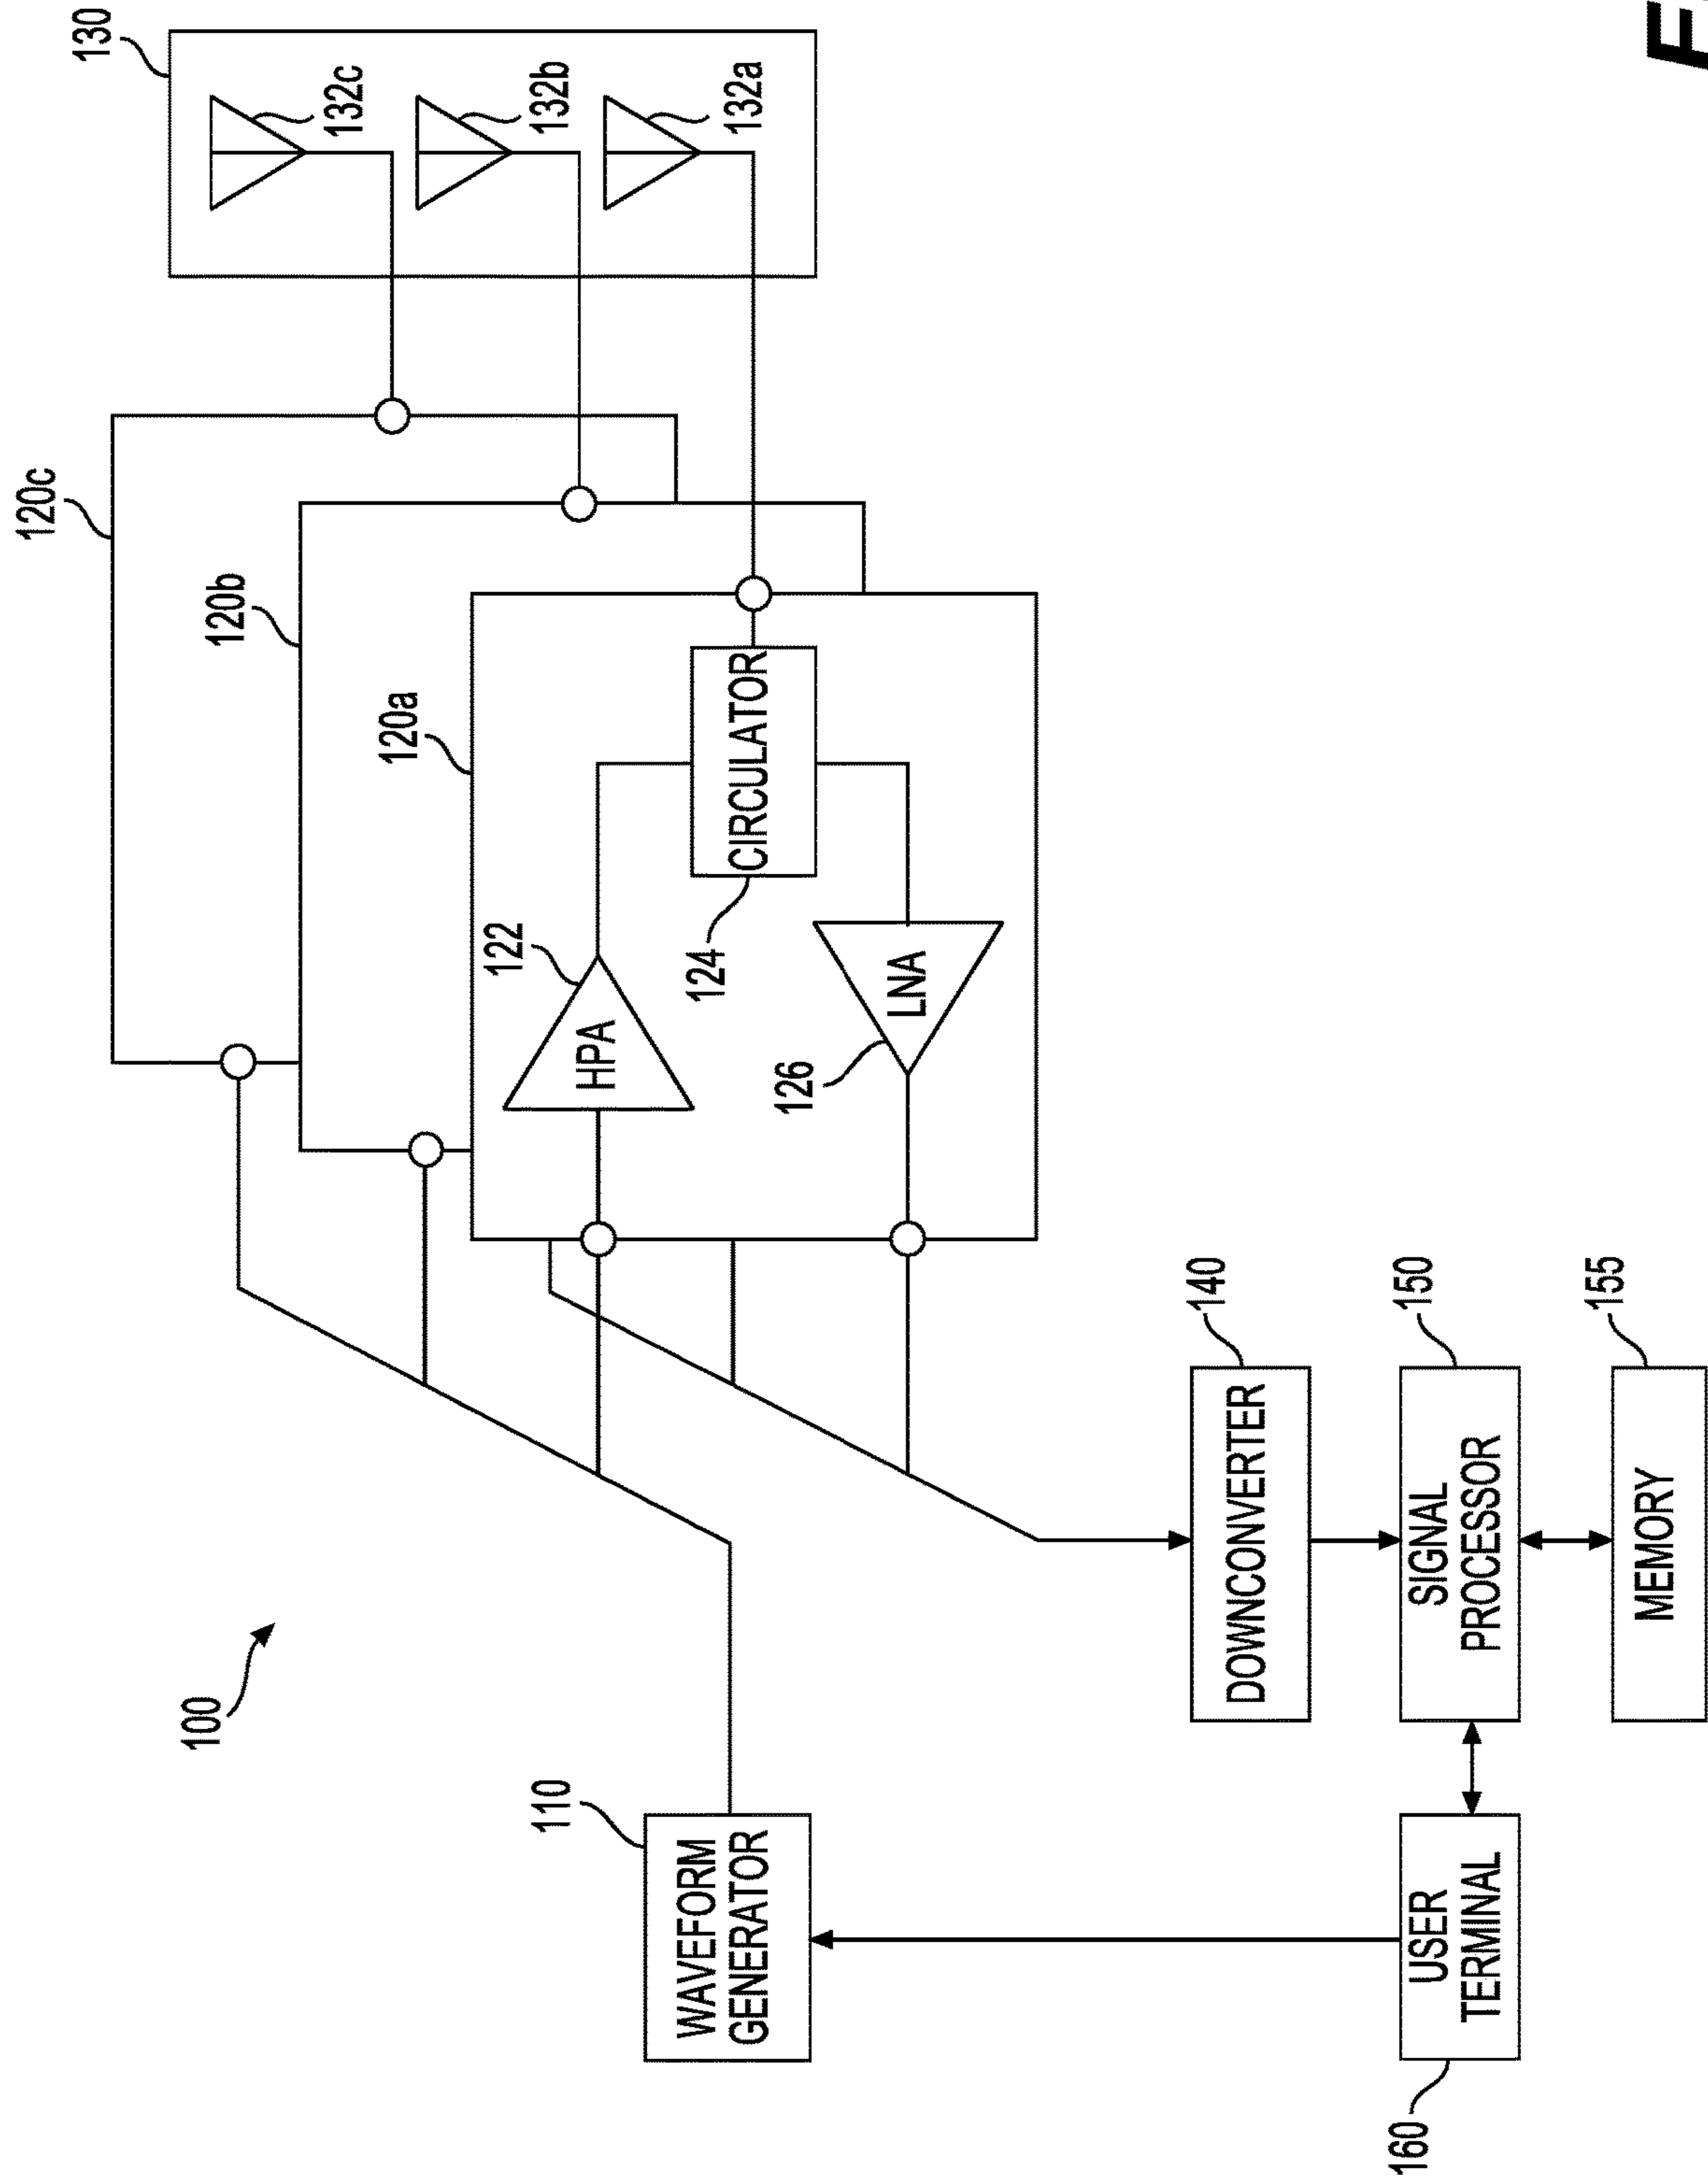 100
110
WAVEFORM
GENERATOR
120a
120b
120c
122
HPA
124
CIRCULATOR
126
LNA
130
132c
132b
132a
140
DOWNCONVERTER
150
SIGNAL
PROCESSOR
155
MEMORY
160
USER
TERMINAL